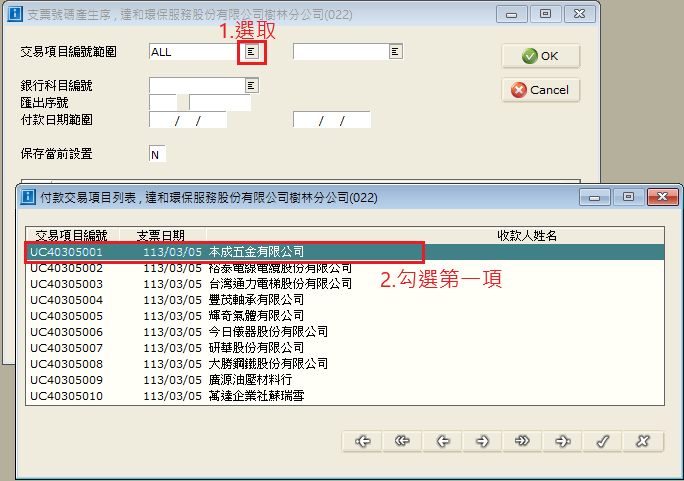 支票號碼產生序 , 達和環保服務股份有限公司樹林分公司(022)
1.選取
交易項目編號範圍 ALL
OK
銀行科目編號
Cancel
匯出序號
付款日期範圍 / / / /
保存當前設置 N
付款交易項目列表 , 達和環保服務股份有限公司樹林分公司(022)
交易項目編號 支票日期 收款人姓名
UC40305001 113/03/05 本成五金有限公司
UC40305002 113/03/05 裕泰電線電纜股份有限公司
2.勾選第一項
UC40305003 113/03/05 台灣通力電梯股份有限公司
UC40305004 113/03/05 豐茂軸承有限公司
UC40305005 113/03/05 輝奇氣體有限公司
UC40305006 113/03/05 今日儀器股份有限公司
UC40305007 113/03/05 研華股份有限公司
UC40305008 113/03/05 大勝鋼鐵股份有限公司
UC40305009 113/03/05 廣源油壓材料行
UC40305010 113/03/05 萬達企業社蘇瑞雪